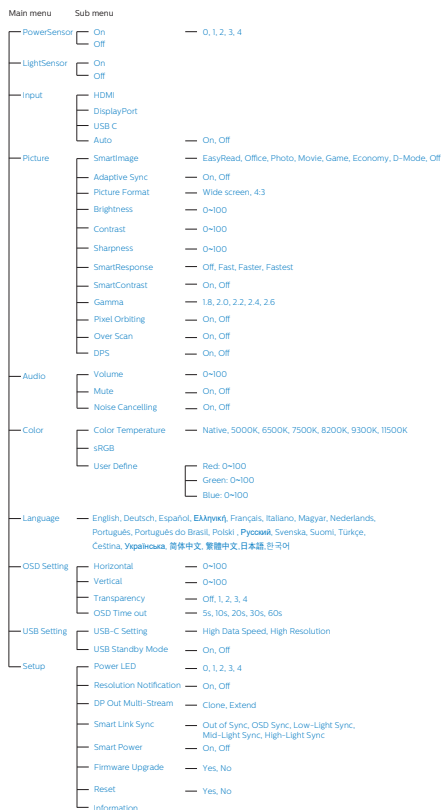 Main menu Sub menu
PowerSensor On 0, 1, 2, 3, 4
Off
LightSensor On
Off
Input HDMI
DisplayPort
USB C
Auto On, Off
Picture SmartImage EasyRead, Office, Photo, Movie, Game, Economy, D-Mode, Off
Adaptive Sync On, Off
Picture Format Wide screen, 4:3
Brightness 0~100
Contrast 0~100
Sharpness 0~100
SmartResponse Off, Fast, Faster, Fastest
SmartContrast On, Off
Gamma 1.8, 2.0, 2.2, 2.4, 2.6
Pixel Orbiting On, Off
Over Scan On, Off
DPS On, Off
Audio Volume 0~100
Mute On, Off
Noise Cancelling On, Off
Color Color Temperature Native, 5000K, 6500K, 7500K, 8200K, 9300K, 11500K
sRGB
User Define Red: 0~100
Green: 0~100
Blue: 0~100
Language English, Deutsch, Español, Ελληνική, Français, Italiano, Magyar, Nederlands,
Português, Português do Brasil, Polski , Русский, Svenska, Suomi, Türkçe,
Čeština, Українська, 简体中文, 繁體中文,日本語,한국어
OSD Setting Horizontal 0~100
Vertical 0~100
Transparency Off, 1, 2, 3, 4
OSD Time out 5s, 10s, 20s, 30s, 60s
USB Setting USB-C Setting High Data Speed, High Resolution
USB Standby Mode On, Off
Setup Power LED 0, 1, 2, 3, 4
Resolution Notification On, Off
DP Out Multi-Stream Clone, Extend
Smart Link Sync Out of Sync, OSD Sync, Low-Light Sync,
Mid-Light Sync, High-Light Sync
Smart Power On, Off
Firmware Upgrade Yes, No
Reset Yes, No
Information